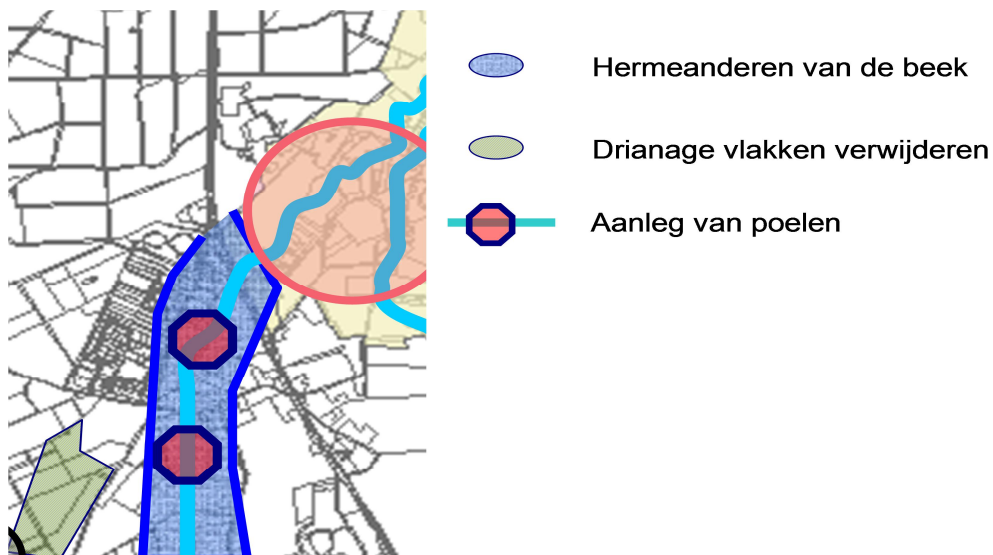 Hermeanderen van de beek
Drianage vlakken verwijderen
Aanleg van poelen